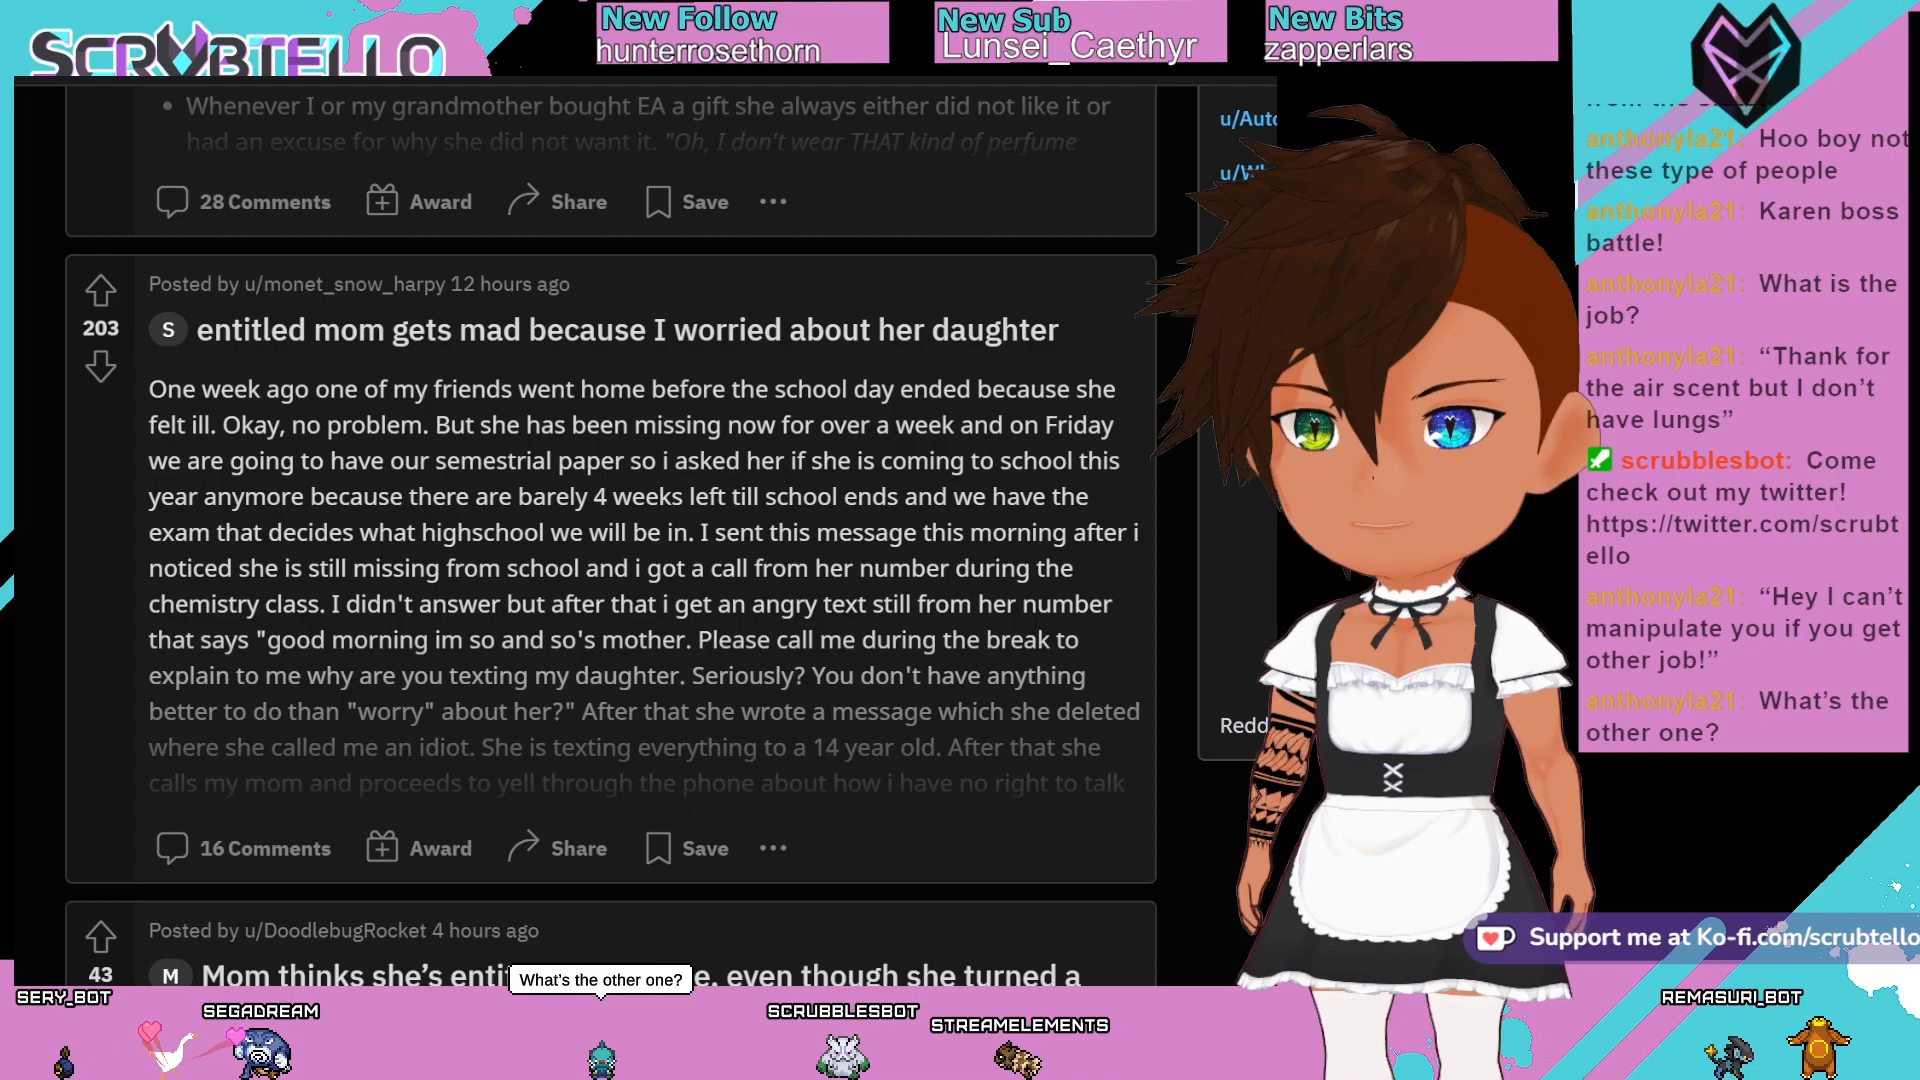 SCRUBTELLO
New Follow
hunterrosethorn
New Sub
Lunsei_Caethyr
New Bits
zapperlars
Whenever I or my grandmother bought EA a gift she always either did not like it or
had an excuse for why she did not want it. "Oh, I don't wear THAT kind of perfume
28 Comments Award Share Save
Posted by u/monet_snow_harpy 12 hours ago
203
S entitled mom gets mad because I worried about her daughter
One week ago one of my friends went home before the school day ended because she
felt ill. Okay, no problem. But she has been missing now for over a week and on Friday
we are going to have our semestrial paper so i asked her if she is coming to school this
year anymore because there are barely 4 weeks left till school ends and we have the
exam that decides what highschool we will be in. I sent this message this morning after i
noticed she is still missing from school and i got a call from her number during the
chemistry class. I didn't answer but after that i get an angry text still from her number
that says "good morning im so and so's mother. Please call me during the break to
explain to me why are you texting my daughter. Seriously? You don't have anything
better to do than "worry" about her?" After that she wrote a message which she deleted
where she called me an idiot. She is texting everything to a 14 year old. After that she
calls my mom and proceeds to yell through the phone about how i have no right to talk
16 Comments Award Share Save
Posted by u/DoodlebugRocket 4 hours ago
43
M Mom thinks she's enti
e, even though she turned a
What's the other one?
u/Auto
Redd
anthonyla21: Hoo boy not
these type of people
anthonyla21: Karen boss
battle!
anthonyla21: What is the
job?
anthonyla21: “Thank for
the air scent but I don’t
have lungs”
scrubblesbot: Come
check out my twitter!
https://twitter.com/scrubt
ello
anthonyla21: “Hey I can’t
manipulate you if you get
other job!”
anthonyla21: What’s the
other one?
Support me at Ko-fi.com/scrubtello
SERY_BOT
SEGADREAM
SCRUBBLESBOT
STREAMELEMENTS
REMASURI_BOT